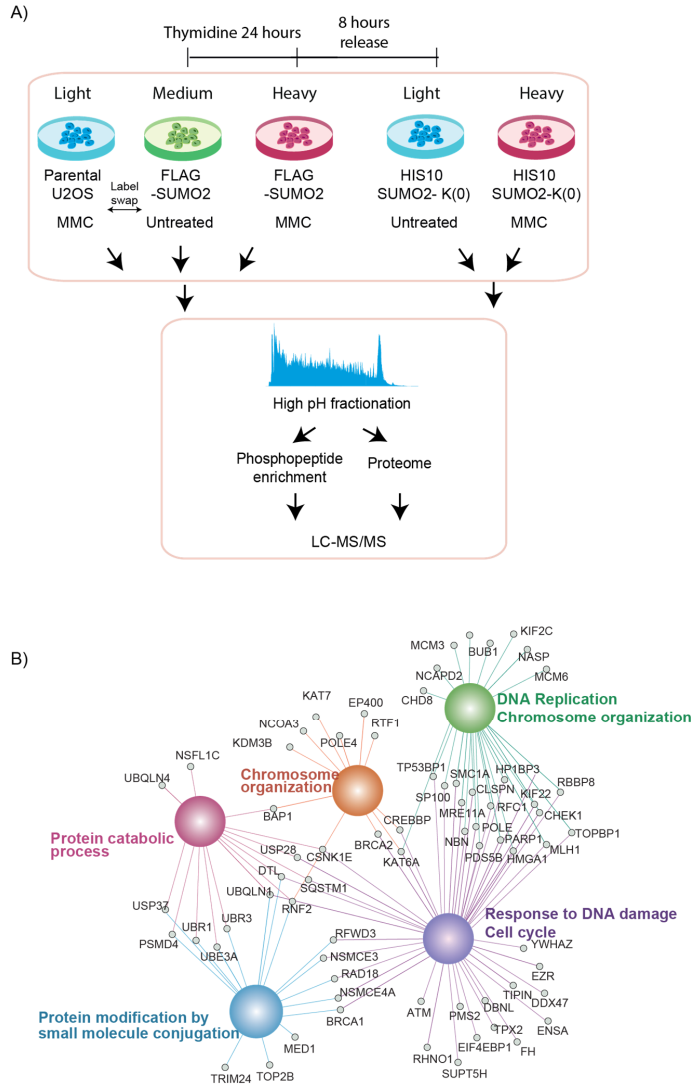 A)
Thymidine 24 hours
8 hours
release
Light
Medium
Heavy
Light
Heavy
Parental
U2OS
Label
swap
FLAG
-SUMO2
FLAG
-SUMO2
HIS10
SUMO2- K(0)
HIS10
SUMO2-K(0)
MMC
Untreated
MMC
Untreated
MMC
High pH fractionation
Phosphopeptide
enrichment
Proteome
LC-MS/MS
B)
MCM3
BUB1
KIF2C
NASP
NCAPD2
MCM6
CHD8
DNA Replication
Chromosome organization
KAT7
EP400
NCOA3
RTF1
POLE4
KDM3B
NSFL1C
UBQLN4
Chromosome
organization
TP53BP1
SMC1A
HP1BP3
RBBP8
SP100
CLSPN
KIF22
MRE11A
RFC1
CHEK1
BAP1
CREBBP
Protein catabolic
process
BRCA2
NBN
POLE
PARP1
TOPBP1
USP28
CSNK1E
KAT6A
PDS5B
HMGA1
MLH1
DTL
UBQLN1
SQSTM1
RNF2
USP37
UBR3
UBR1
PSMD4
UBE3A
RFWD3
NSMCE3
RAD18
NSMCE4A
BRCA1
Response to DNA damage
Cell cycle
YWHAZ
EZR
DDX47
TIPIN
ENSA
DBNL
PMS2
ATM
TPX2
EIF4EBP1
FH
RHNO1
SUPT5H
Protein modification by
small molecule conjugation
MED1
TRIM24
TOP2B